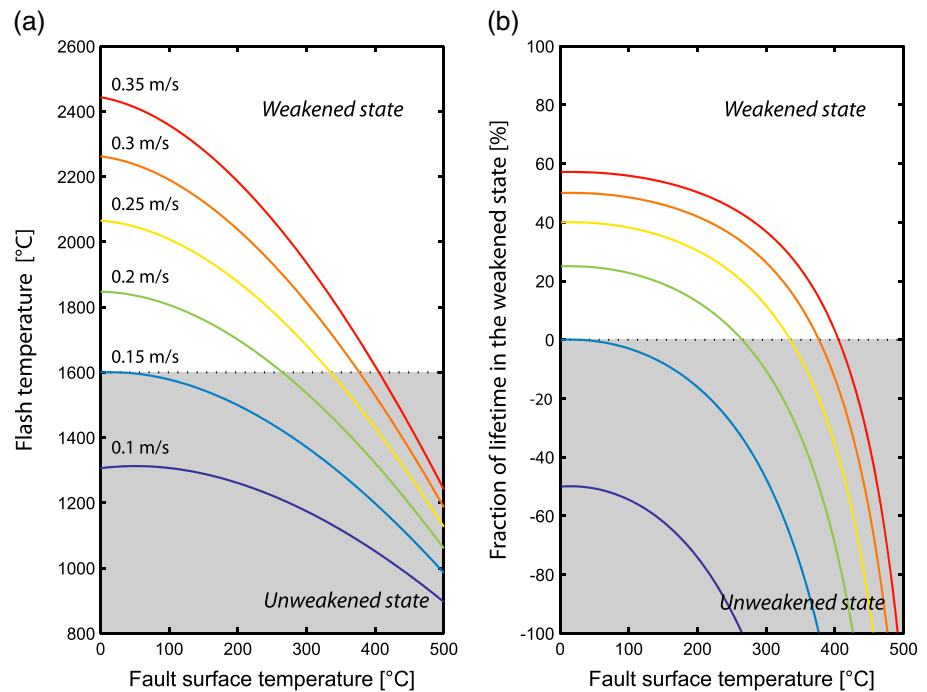 (a)
2600
2400
2200
2000
1800
1600
1400
1200
1000
800
Flash temperature [°C]
0.35 m/s
0.3 m/s
0.25 m/s
0.2 m/s
0.15 m/s
0.1 m/s
Weakened state
Unweakened state
0
100
200
300
400
500
Fault surface temperature [°C]
(b)
100
80
60
40
20
0
-20
-40
-60
-80
-100
Fraction of lifetime in the weakened state [%]
Weakened state
Unweakened state
0
100
200
300
400
500
Fault surface temperature [°C]